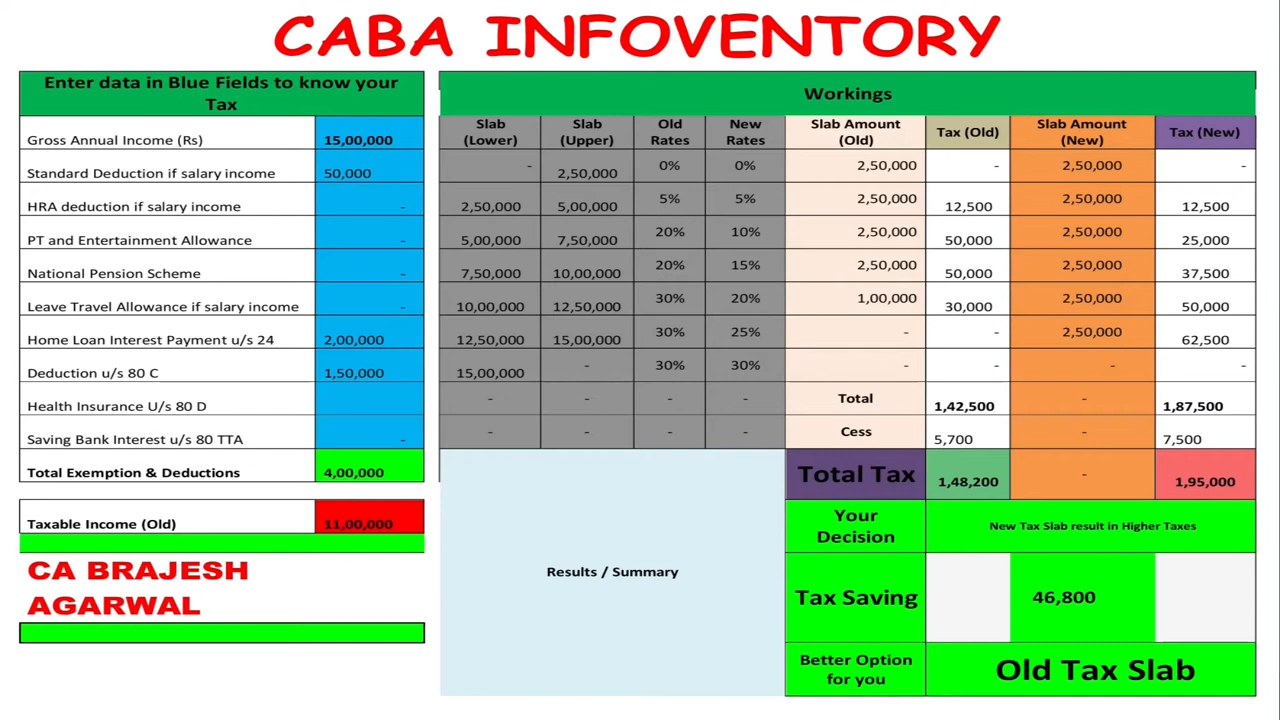 CABA INFOVENTORY
Enter data in Blue Fields to know your
Tax
Gross Annual Income (Rs) 15,00,000
Standard Deduction if salary income 50,000
HRA deduction if salary income -
PT and Entertainment Allowance -
National Pension Scheme -
Leave Travel Allowance if salary income -
Home Loan Interest Payment u/s 24 2,00,000
Deduction u/s 80 C 1,50,000
Health Insurance U/s 80 D
Saving Bank Interest u/s 80 TTA -
Total Exemption & Deductions 4,00,000
Taxable Income (Old) 11,00,000
CA BRAJESH
AGARWAL
Workings
Slab (Lower) Slab (Upper) Old Rates New Rates Slab Amount (Old) Tax (Old) Slab Amount (New) Tax (New)
- 2,50,000 0% 0% 2,50,000 - 2,50,000 -
2,50,000 5,00,000 5% 5% 2,50,000 12,500 2,50,000 12,500
5,00,000 7,50,000 20% 10% 2,50,000 50,000 2,50,000 25,000
7,50,000 10,00,000 20% 15% 2,50,000 50,000 2,50,000 37,500
10,00,000 12,50,000 30% 20% 1,00,000 30,000 2,50,000 50,000
12,50,000 15,00,000 30% 25% - - 2,50,000 62,500
15,00,000 - 30% 30% - - - -
- - - - Total 1,42,500 - 1,87,500
- - - - Cess 5,700 - 7,500
Total Tax 1,48,200 - 1,95,000
Your
Decision
New Tax Slab result in Higher Taxes
Results / Summary
Tax Saving 46,800
Better Option
for you
Old Tax Slab